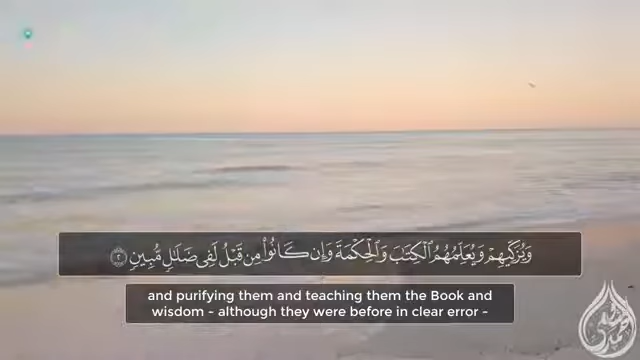 وَيُزَكِّيهِمْ وَيُعَلِّمُهُمُ ٱلْكِتَٰبَ وَٱلْحِكْمَةَ وَإِن كَانُوا۟ مِن قَبْلُ لَفِى ضَلَٰلٍ مُّبِينٍ ٢
and purifying them and teaching them the Book and
wisdom - although they were before in clear error -